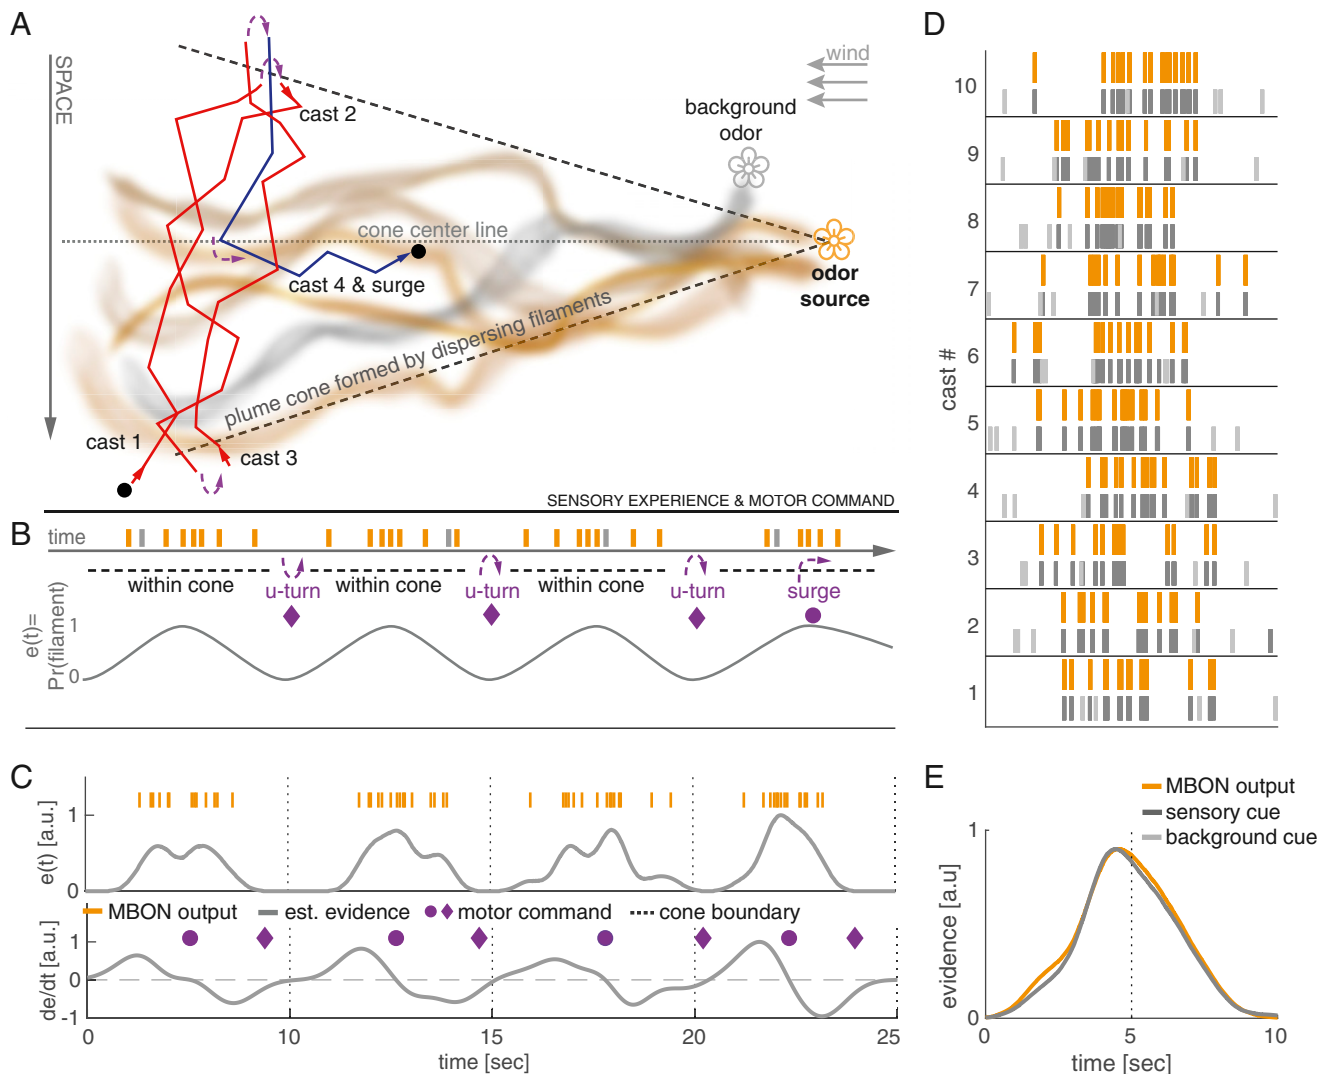 A
SPACE
wind
background
odor
cast 2
cone center line
cast 4 & surge
odor
source
plume cone formed by dispersing filaments
cast 1
cast 3
SENSORY EXPERIENCE & MOTOR COMMAND
B
time
within cone
u-turn
within cone
u-turn
within cone
u-turn
surge
e(t)=
Pr(filament)
1
0
C
e(t) [a.u.]
1
0
MBON output
est. evidence
motor command
cone boundary
de/dt [a.u.]
1
0
-1
0
10
15
20
25
time [sec]
D
cast #
10
9
8
7
6
5
4
3
2
1
E
MBON output
sensory cue
background cue
evidence [a.u]
1
0
0
5
10
time [sec]